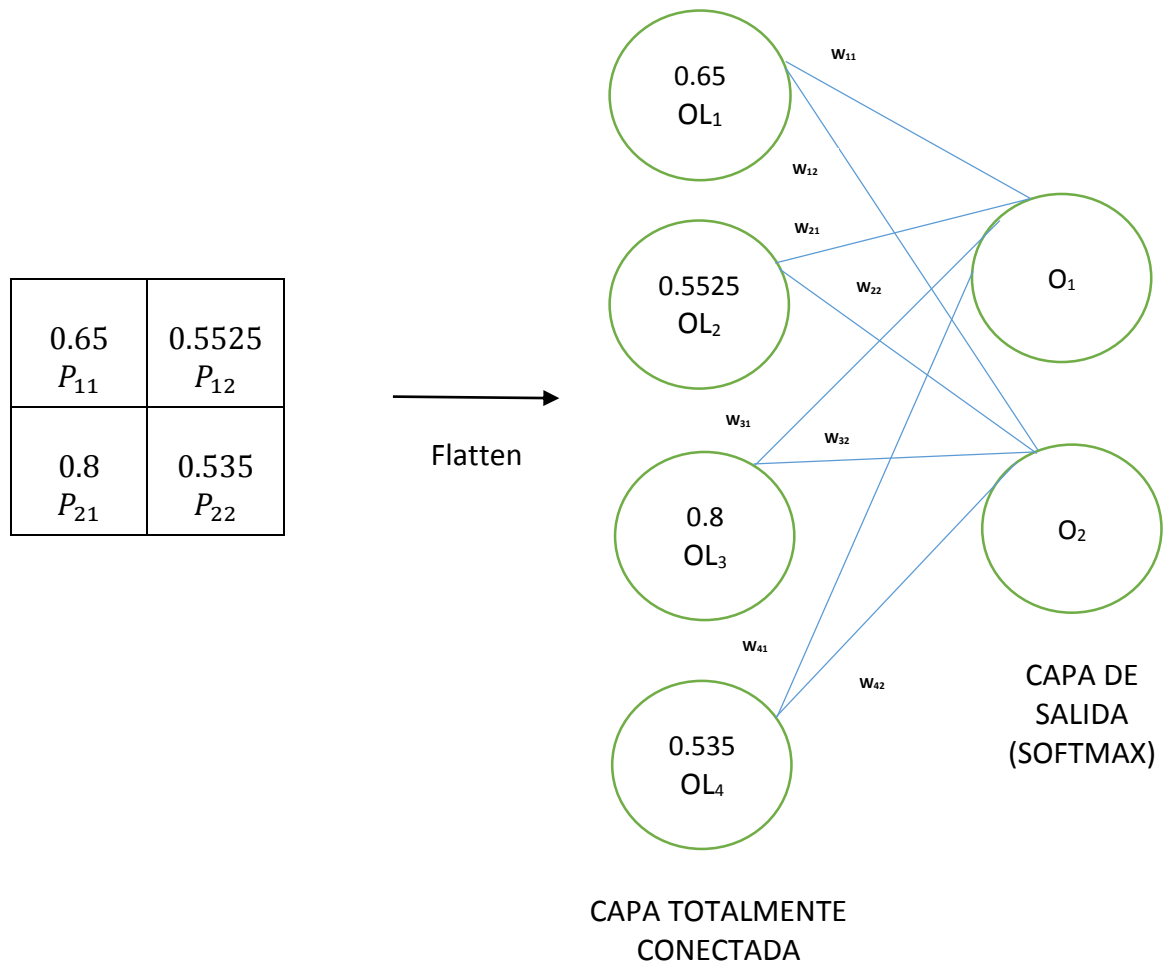 0.65 0.5525
P₁₁ P₁₂
0.8 0.535
P₂₁ P₂₂
Flatten
0.65
OL₁
0.5525
OL₂
0.8
OL₃
0.535
OL₄
W₁₁
W₁₂
W₂₁
W₂₂
W₃₁
W₃₂
W₄₁
W₄₂
O₁
O₂
CAPA DE
SALIDA
(SOFTMAX)
CAPA TOTALMENTE
CONECTADA